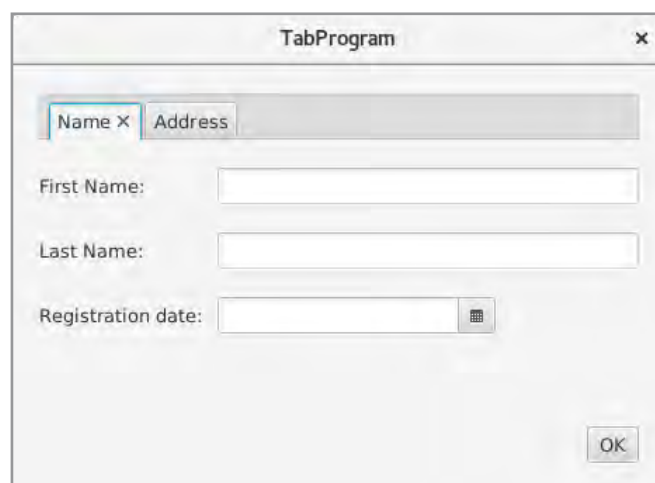 TabProgram ×
Name × Address
First Name:
Last Name:
Registration date:
OK